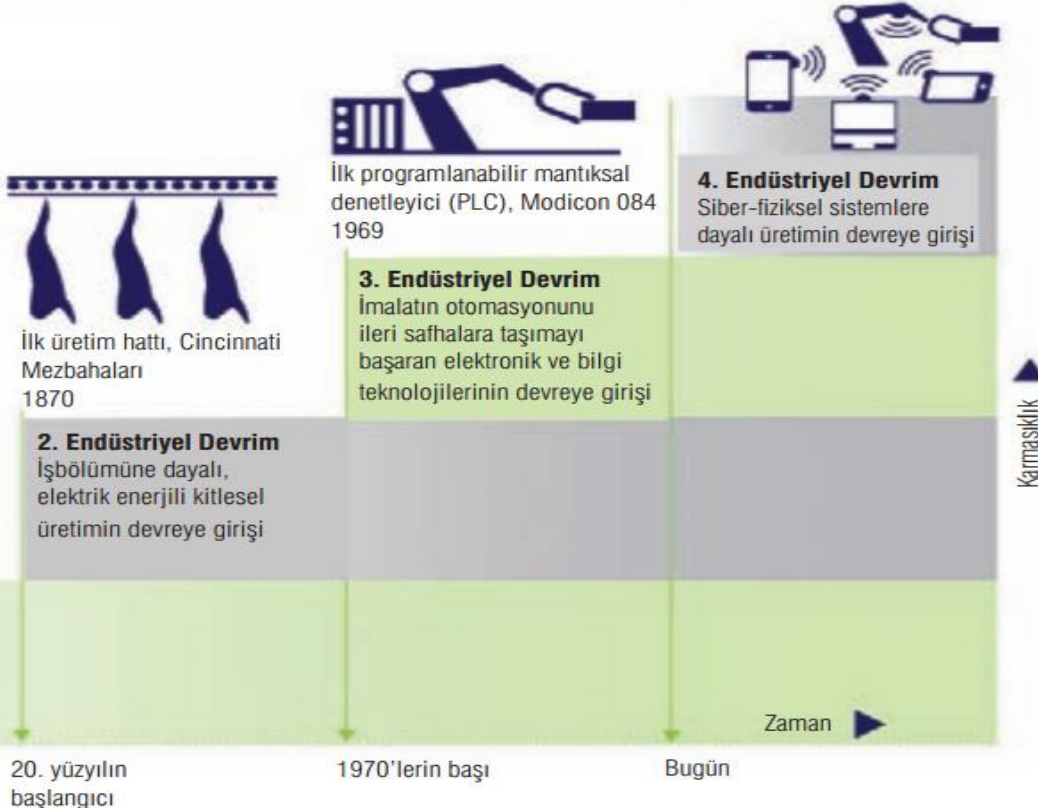 İlk üretim hattı, Cincinnati
Mezbahaları
1870
2. Endüstriyel Devrim
İşbölümüne dayalı,
elektrik enerjili kitlesel
üretimin devreye girişi
İlk programlanabilir mantıksal
denetleyici (PLC), Modicon 084
1969
3. Endüstriyel Devrim
İmalatın otomasyonunu
ileri safhalara taşımayı
başaran elektronik ve bilgi
teknolojilerinin devreye girişi
4. Endüstriyel Devrim
Siber-fiziksel sistemlere
dayalı üretimin devreye girişi
Karmaşıklık
Zaman
20. yüzyılın
başlangıcı
1970'lerin başı
Bugün